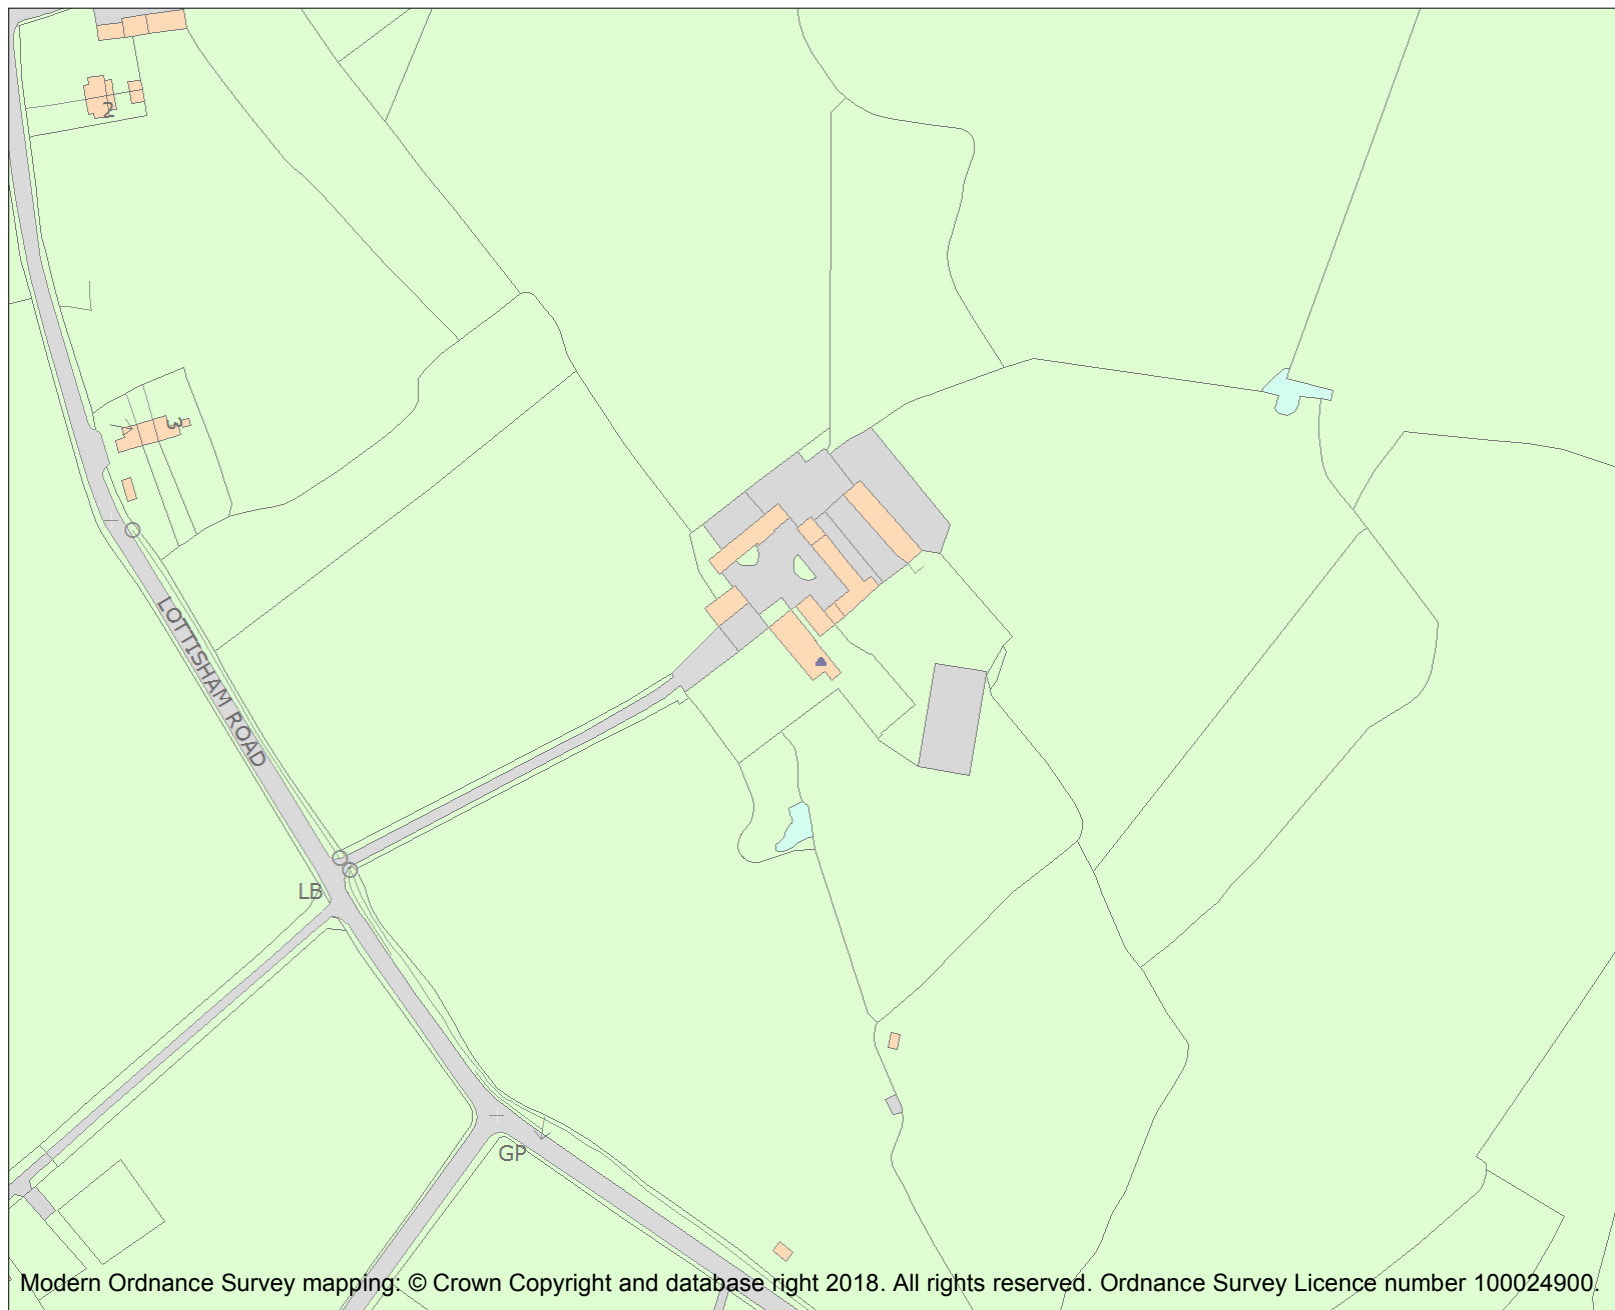 2
3
LOTTISHAM ROAD
LB
GP
Modern Ordnance Survey mapping: © Crown Copyright and database right 2018. All rights reserved. Ordnance Survey Licence number 100024900.